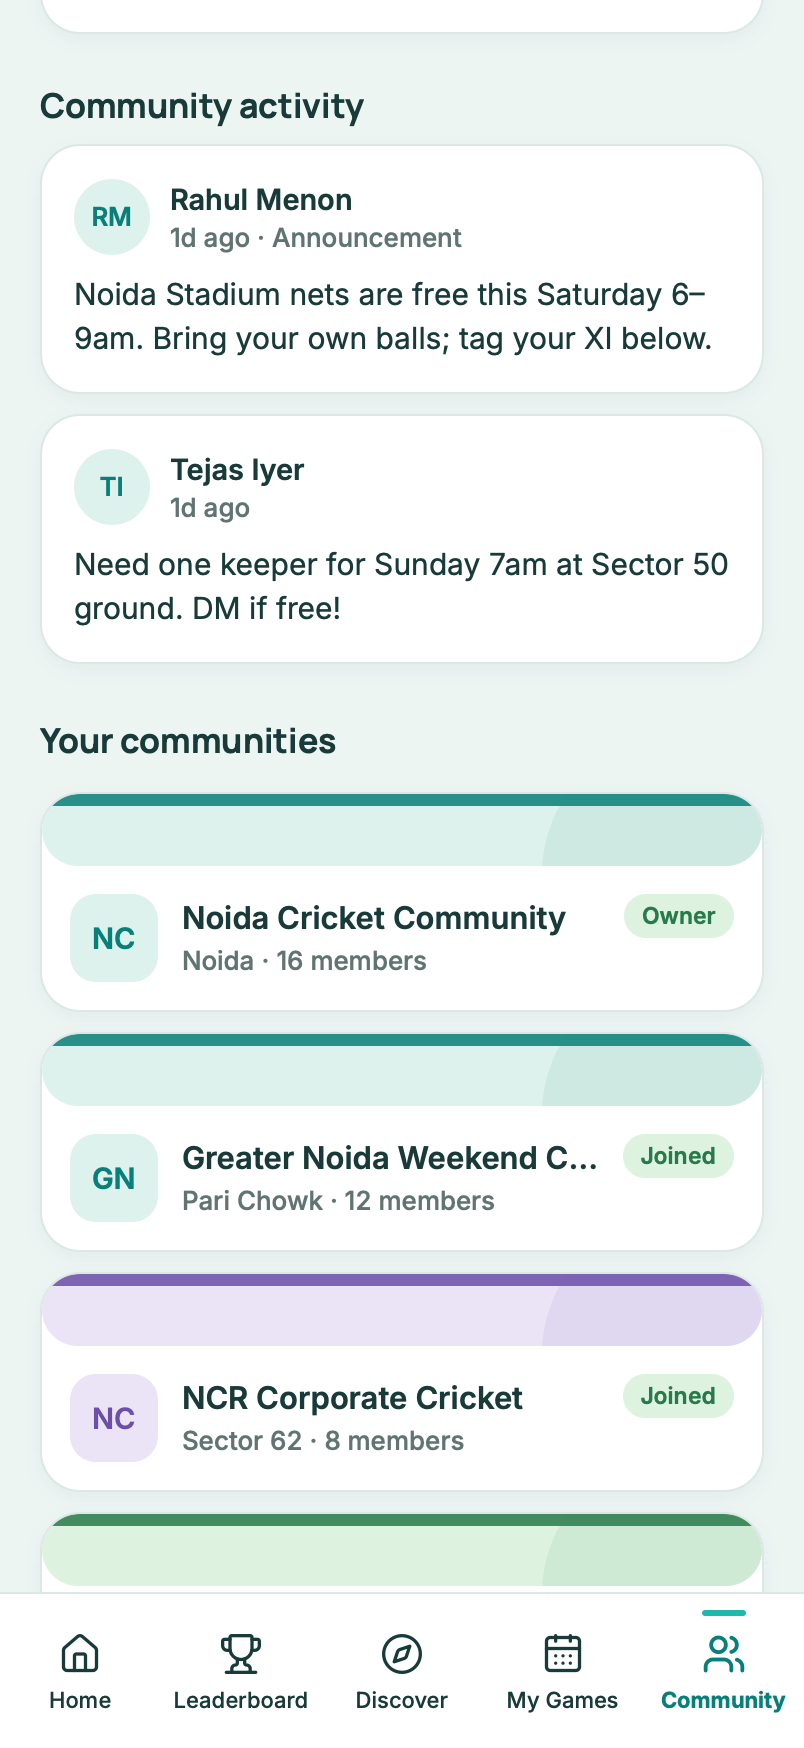 Community activity
RM
Rahul Menon
1d ago · Announcement
Noida Stadium nets are free this Saturday 6–
9am. Bring your own balls; tag your XI below.
TI
Tejas Iyer
1d ago
Need one keeper for Sunday 7am at Sector 50
ground. DM if free!
Your communities
NC
Noida Cricket Community
Owner
Noida · 16 members
GN
Greater Noida Weekend C...
Joined
Pari Chowk · 12 members
NC
NCR Corporate Cricket
Joined
Sector 62 · 8 members
Home
Leaderboard
Discover
My Games
Community